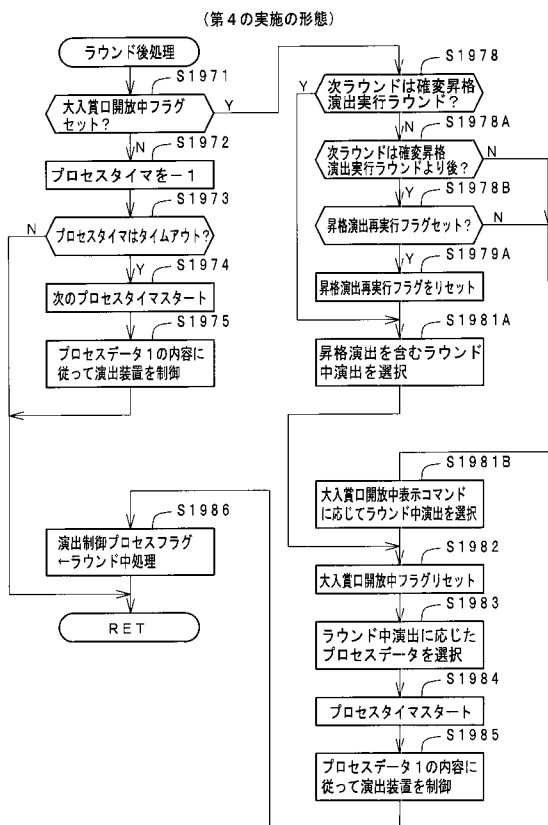 (第4の実施の形態)
ラウンド後処理
S1971
大入賞口開放中フラグ
セット?
Y
N
S1972
プロセスタイマを-1
S1973
N
プロセスタイマはタイムアウト?
Y
S1974
次のプロセスタイマスタート
S1975
プロセスデータ1の内容に
従って演出装置を制御
S1986
演出制御プロセスフラグ
←ラウンド中処理
RET
S1978
Y
次ラウンドは確変昇格
演出実行ラウンド?
N
S1978A
次ラウンドは確変昇格
演出実行ラウンドより後?
N
Y
S1978B
昇格演出再実行フラグセット?
N
Y
S1979A
昇格演出再実行フラグをリセット
S1981A
昇格演出を含むラウンド
中演出を選択
S1981B
大入賞口開放中表示コマンド
に応じてラウンド中演出を選択
S1982
大入賞口開放中フラグリセット
S1983
ラウンド中演出に応じた
プロセスデータを選択
S1984
プロセスタイマスタート
S1985
プロセスデータ1の内容に
従って演出装置を制御